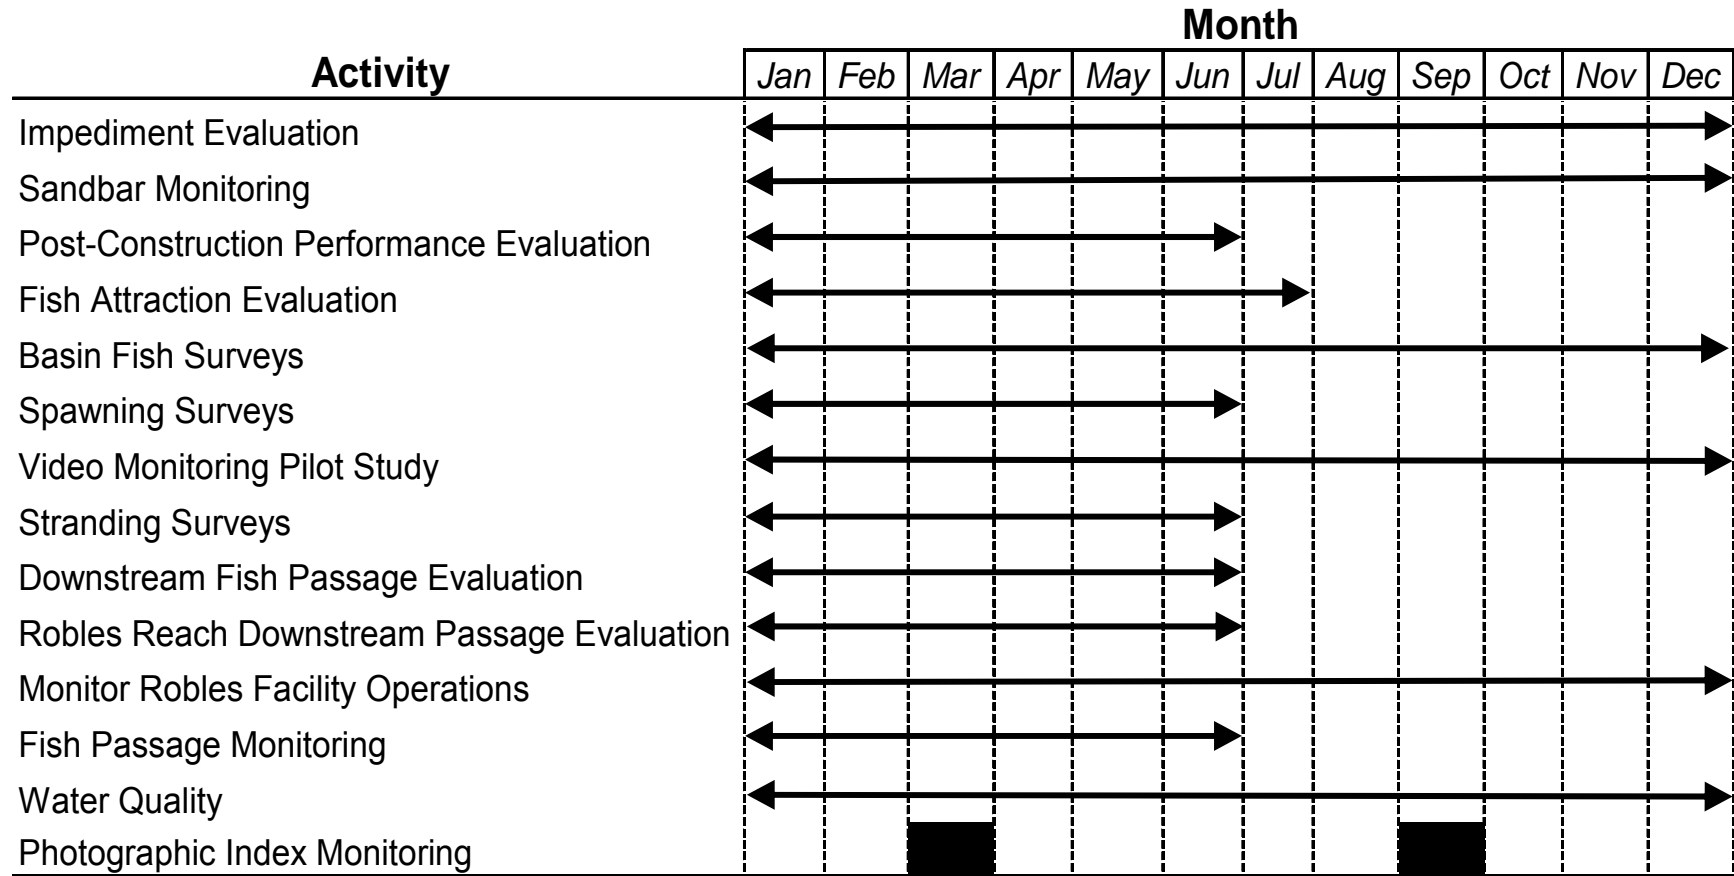 Month
Activity Jan Feb Mar Apr May Jun Jul Aug Sep Oct Nov Dec
Impediment Evaluation
Sandbar Monitoring
Post-Construction Performance Evaluation
Fish Attraction Evaluation
Basin Fish Surveys
Spawning Surveys
Video Monitoring Pilot Study
Stranding Surveys
Downstream Fish Passage Evaluation
Robles Reach Downstream Passage Evaluation
Monitor Robles Facility Operations
Fish Passage Monitoring
Water Quality
Photographic Index Monitoring